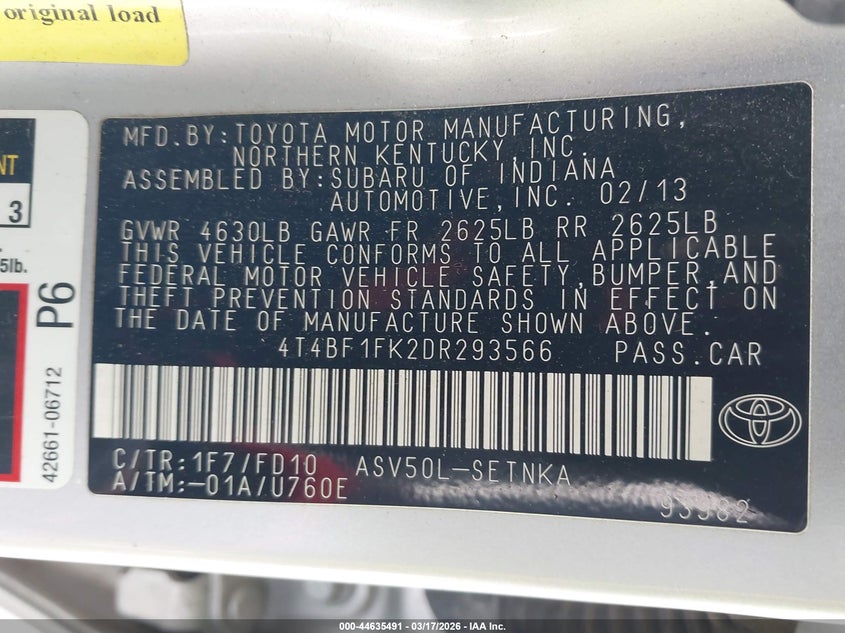 original load
NT
3
5lb.
P6
42661-06712
MFD.BY:TOYOTA MOTOR MANUFACTURING,
NORTHERN KENTUCKY,INC.
ASSEMBLED BY:SUBARU OF INDIANA
AUTOMOTIVE,INC. 02/13
GVWR 4630LB GAWR FR 2625LB RR 2625LB
THIS VEHICLE CONFORMS TO ALL APPLICABLE
FEDERAL MOTOR VEHICLE SAFETY,BUMPER,AND
THEFT PREVENTION STANDARDS IN EFFECT ON
THE DATE OF MANUFACTURE SHOWN ABOVE.
4T4BF1FK2DR293566 PASS.CAR
C/TR:1F7/FD10 ASV50L-SETNKA
A/TM:-01A/U760E
000-44635491 - 03/17/2026 - IAA Inc.